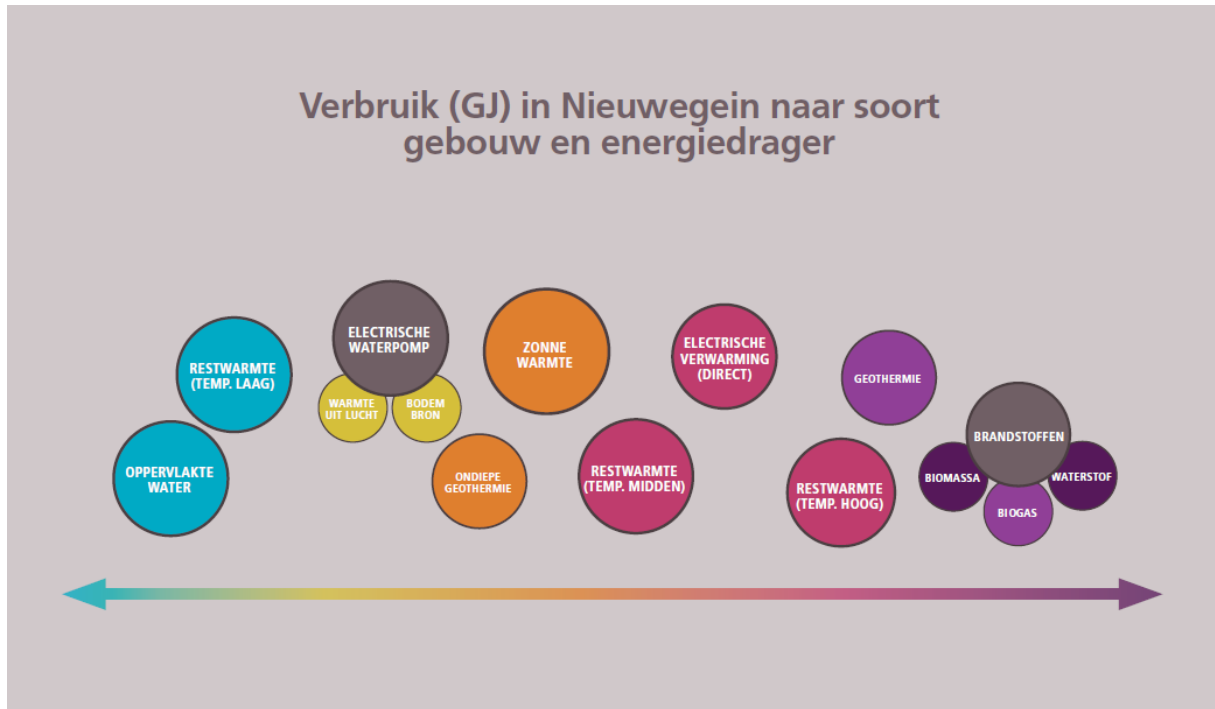 Verbruik (GJ) in Nieuwegein naar soort
gebouw en energiedrager
OPPERVLAKTE
WATER
RESTWARMTE
(TEMP. LAAG)
ELECTRISCHE
WATERPOMP
WARMTE
UIT LUCHT
BODEM
BRON
ONDIEPE
GEOTHERMIE
ZONNE
WARMTE
RESTWARMTE
(TEMP. MIDDEN)
ELECTRISCHE
VERWARMING
(DIRECT)
RESTWARMTE
(TEMP. HOOG)
GEOTHERMIE
BRANDSTOFFEN
BIOMASSA
BIOGAS
WATERSTOF